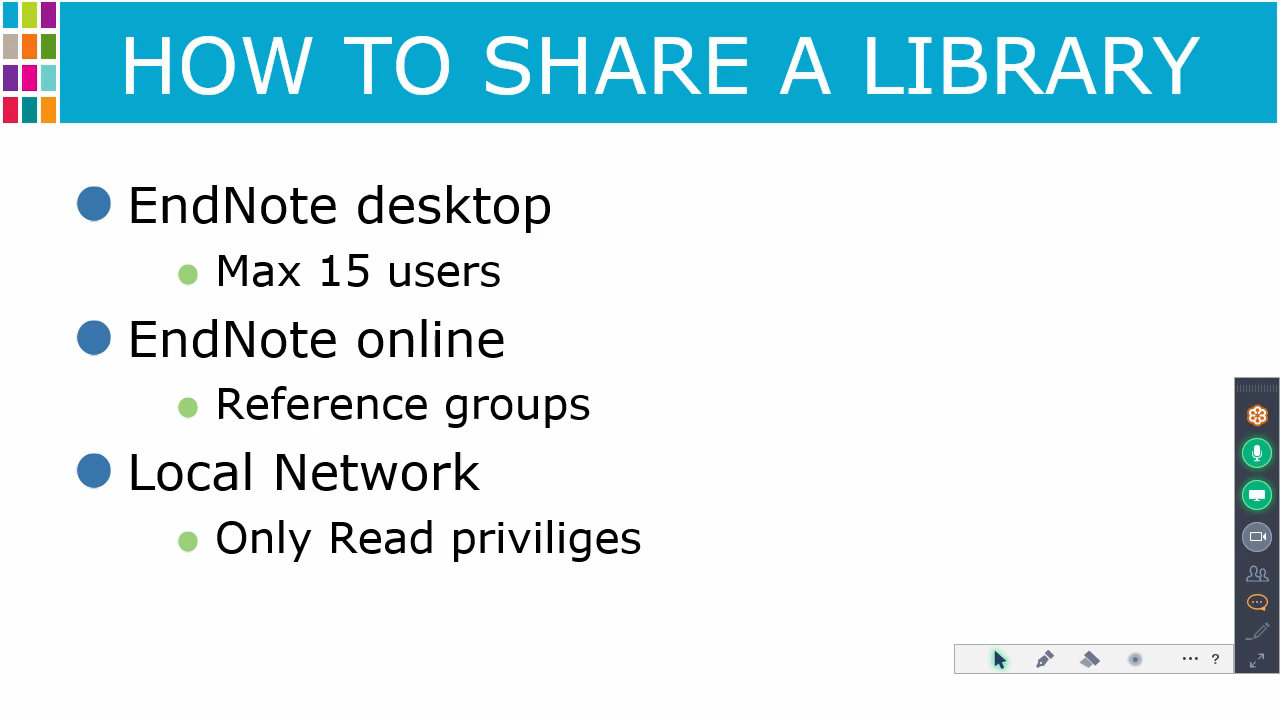 HOW TO SHARE A LIBRARY
EndNote desktop
Max 15 users
EndNote online
Reference groups
Local Network
Only Read priviliges
?